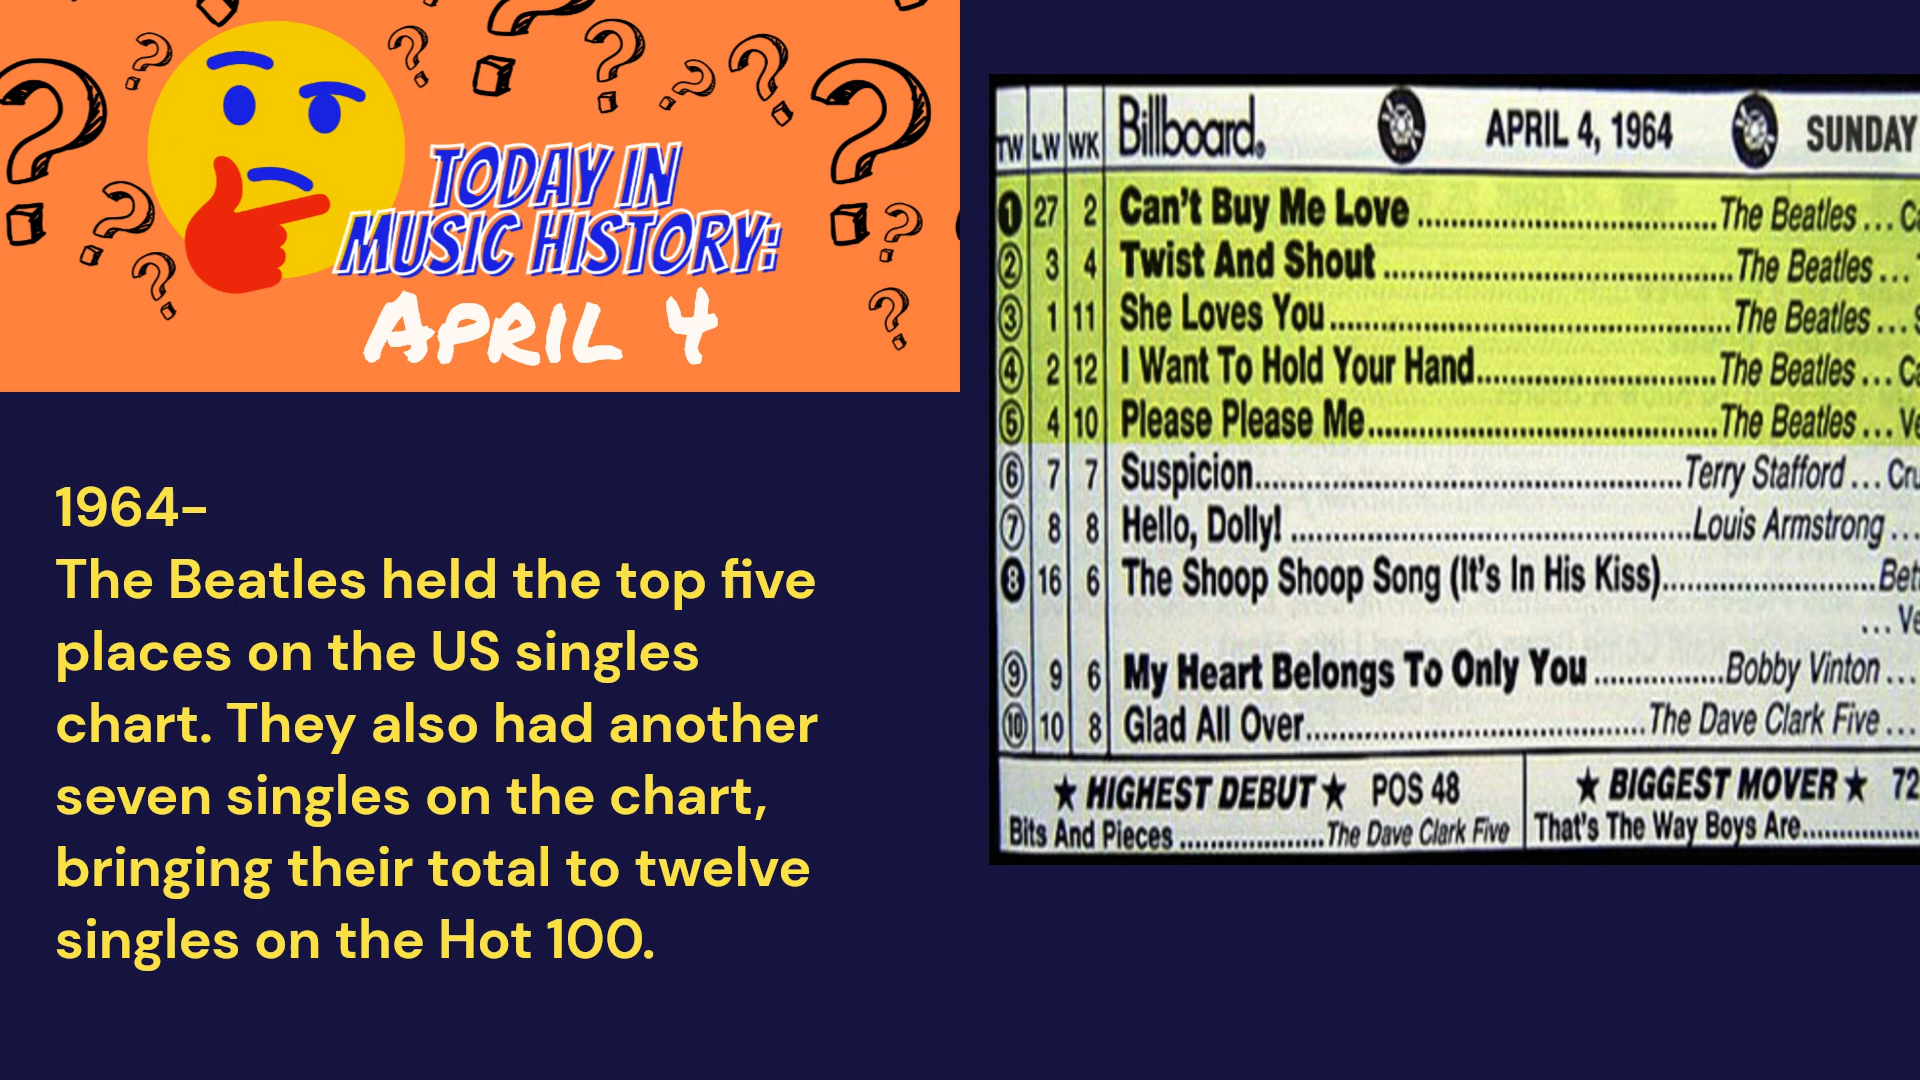 TODAY IN
MUSIC HISTORY:
APRIL 4
1964-
The Beatles held the top five
places on the US singles
chart. They also had another
seven singles on the chart,
bringing their total to twelve
singles on the Hot 100.
TW LW WK Billboard® APRIL 4, 1964 SUNDAY
1 27 2 Can't Buy Me Love ........ The Beatles ...
2 3 4 Twist And Shout ........ The Beatles ...
3 1 11 She Loves You ........ The Beatles ...
4 2 12 I Want To Hold Your Hand ........ The Beatles ...
5 4 10 Please Please Me ........ The Beatles ...
6 7 7 Suspicion ........ Terry Stafford ...
7 8 8 Hello, Dolly! ........ Louis Armstrong ...
8 16 6 The Shoop Shoop Song (It's In His Kiss) ........
9 9 6 My Heart Belongs To Only You ........ Bobby Vinton ...
10 10 8 Glad All Over ........ The Dave Clark Five ...
★ HIGHEST DEBUT ★ POS 48
Bits And Pieces ........ The Dave Clark Five
★ BIGGEST MOVER ★ 72
That's The Way Boys Are ........